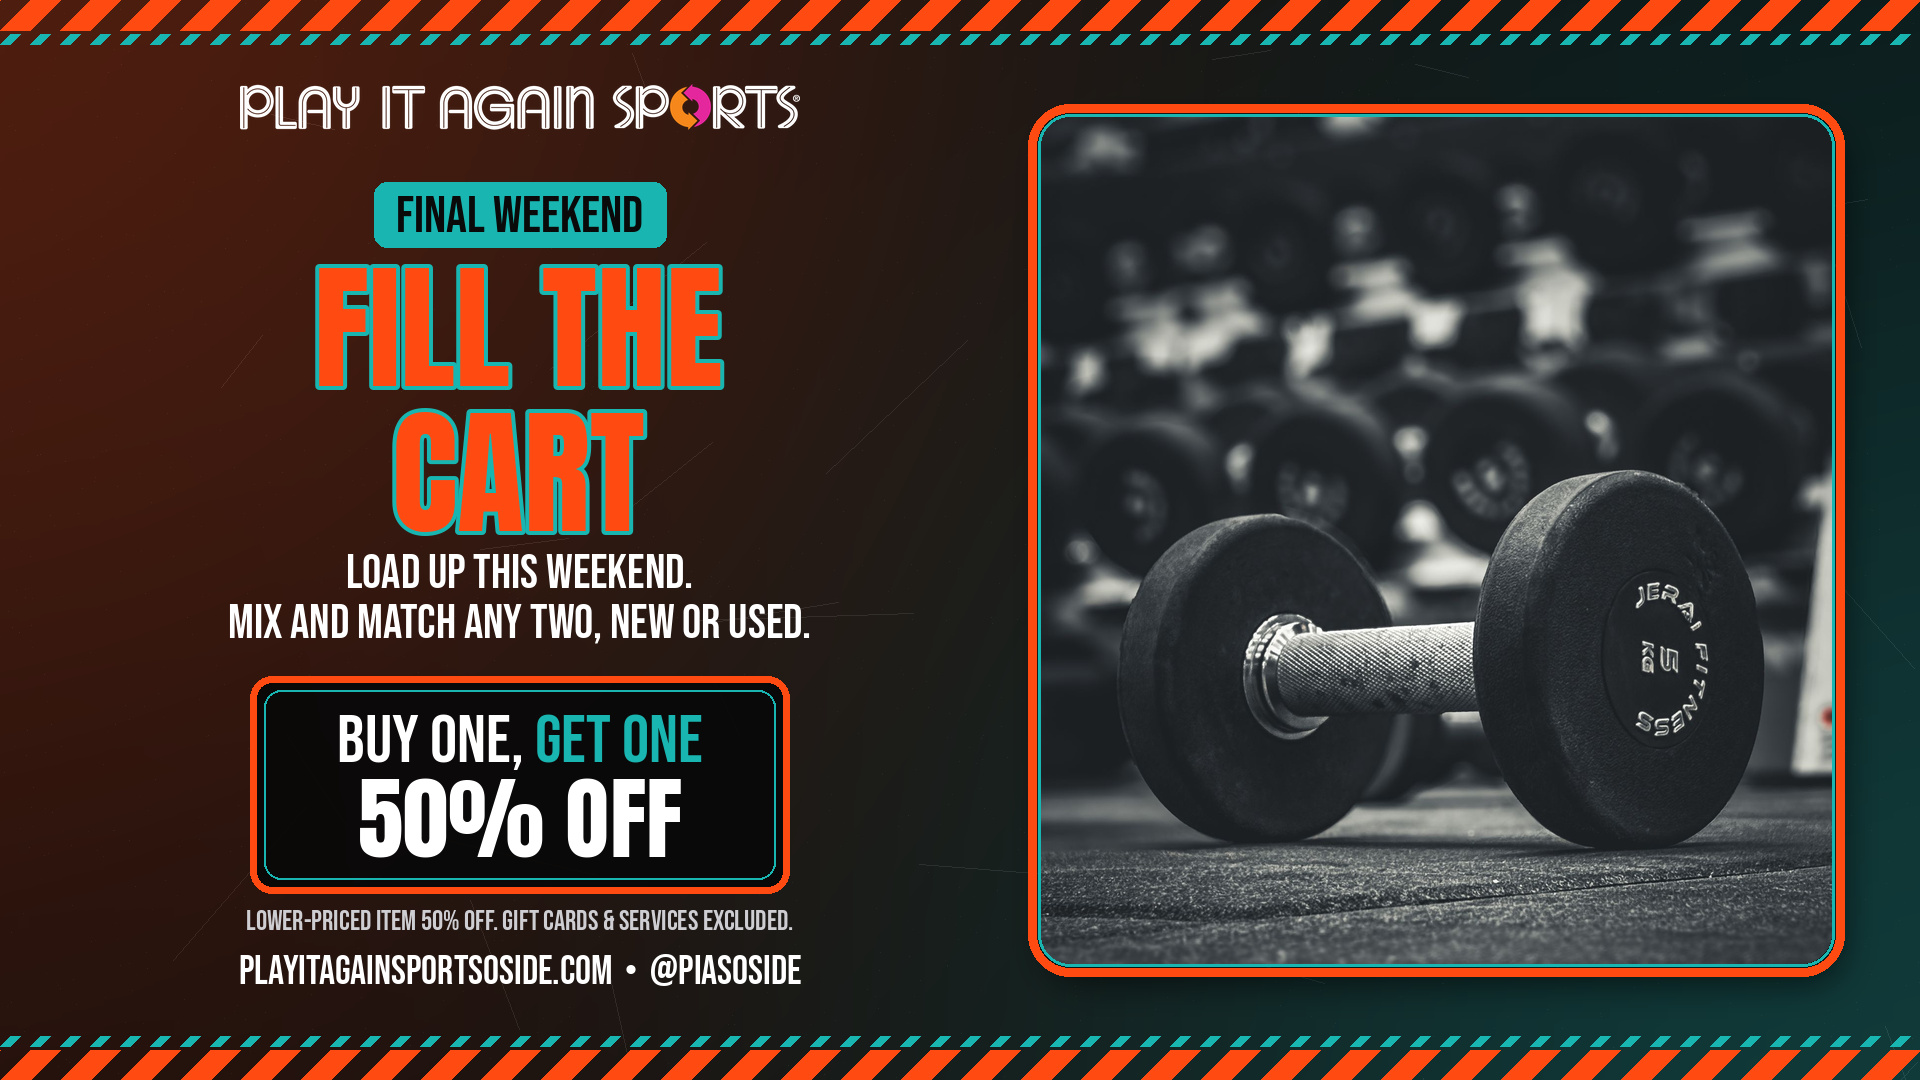 PLAY IT AGAIN SPORTS®
FINAL WEEKEND
FILL THE
CART
LOAD UP THIS WEEKEND.
MIX AND MATCH ANY TWO, NEW OR USED.
BUY ONE, GET ONE
50% OFF
LOWER-PRICED ITEM 50% OFF. GIFT CARDS & SERVICES EXCLUDED.
PLAYITAGAINSPORTSOSIDE.COM • @PIASOSIDE
JERAI FITNESS
5
KG